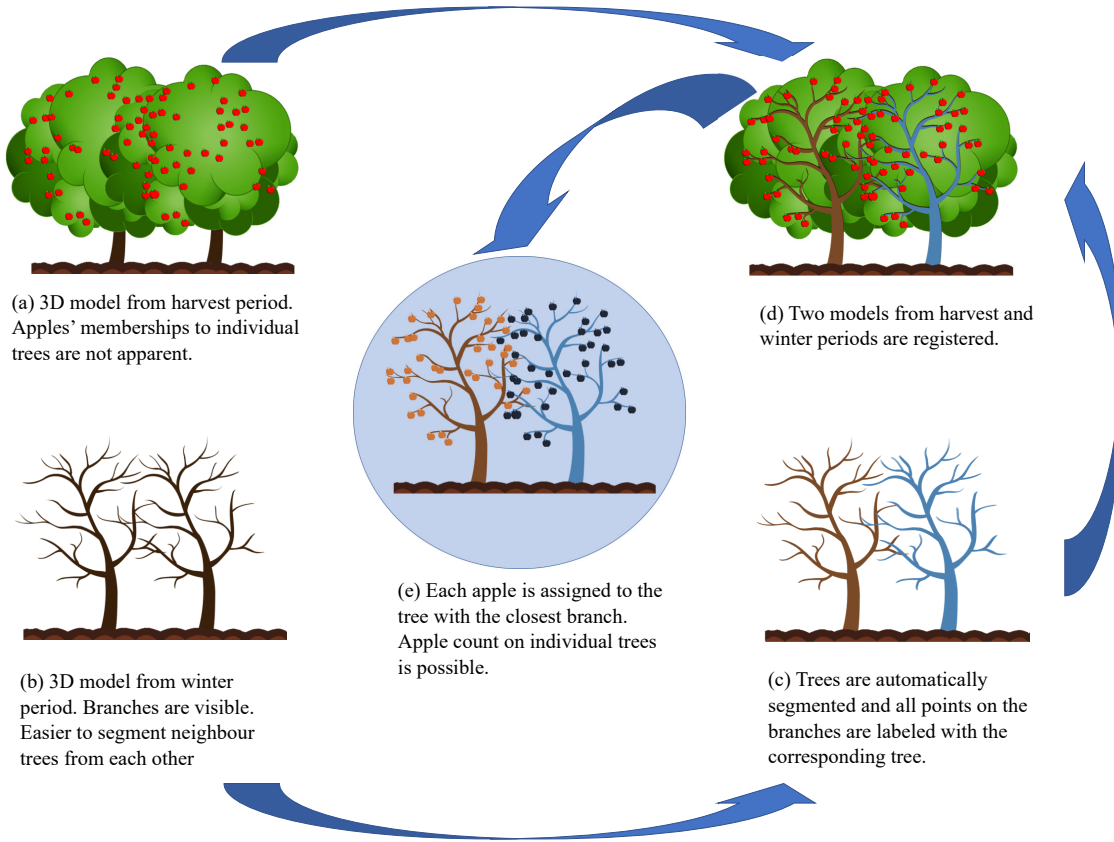 (a) 3D model from harvest period.
Apples’ memberships to individual
trees are not apparent.
(b) 3D model from winter
period. Branches are visible.
Easier to segment neighbour
trees from each other
(c) Trees are automatically
segmented and all points on the
branches are labeled with the
corresponding tree.
(d) Two models from harvest and
winter periods are registered.
(e) Each apple is assigned to the
tree with the closest branch.
Apple count on individual trees
is possible.